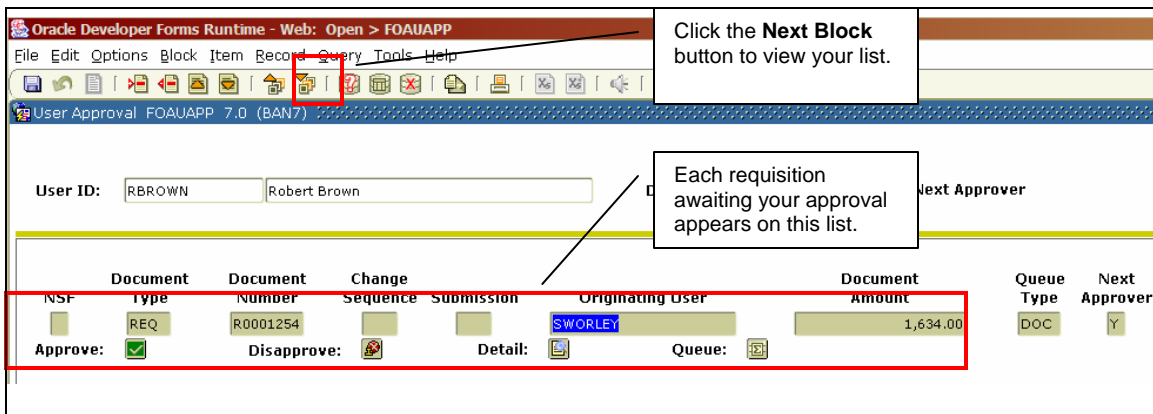 Oracle Developer Forms Runtime - Web: Open > FOAUAPP
File Edit Options Block Item Record Query Tools Help
Click the Next Block
button to view your list.
User Approval FOAUAPP 7.0 (BAN7)
User ID: RBROWN Robert Brown Next Approver
Each requisition
awaiting your approval
appears on this list.
Document Document Change Document Queue Next
NSF Type Number Sequence Submission Originating User Amount Type Approver
REQ R0001254 SWORLEY 1,634.00 DOC Y
Approve: Disapprove: Detail: Queue: